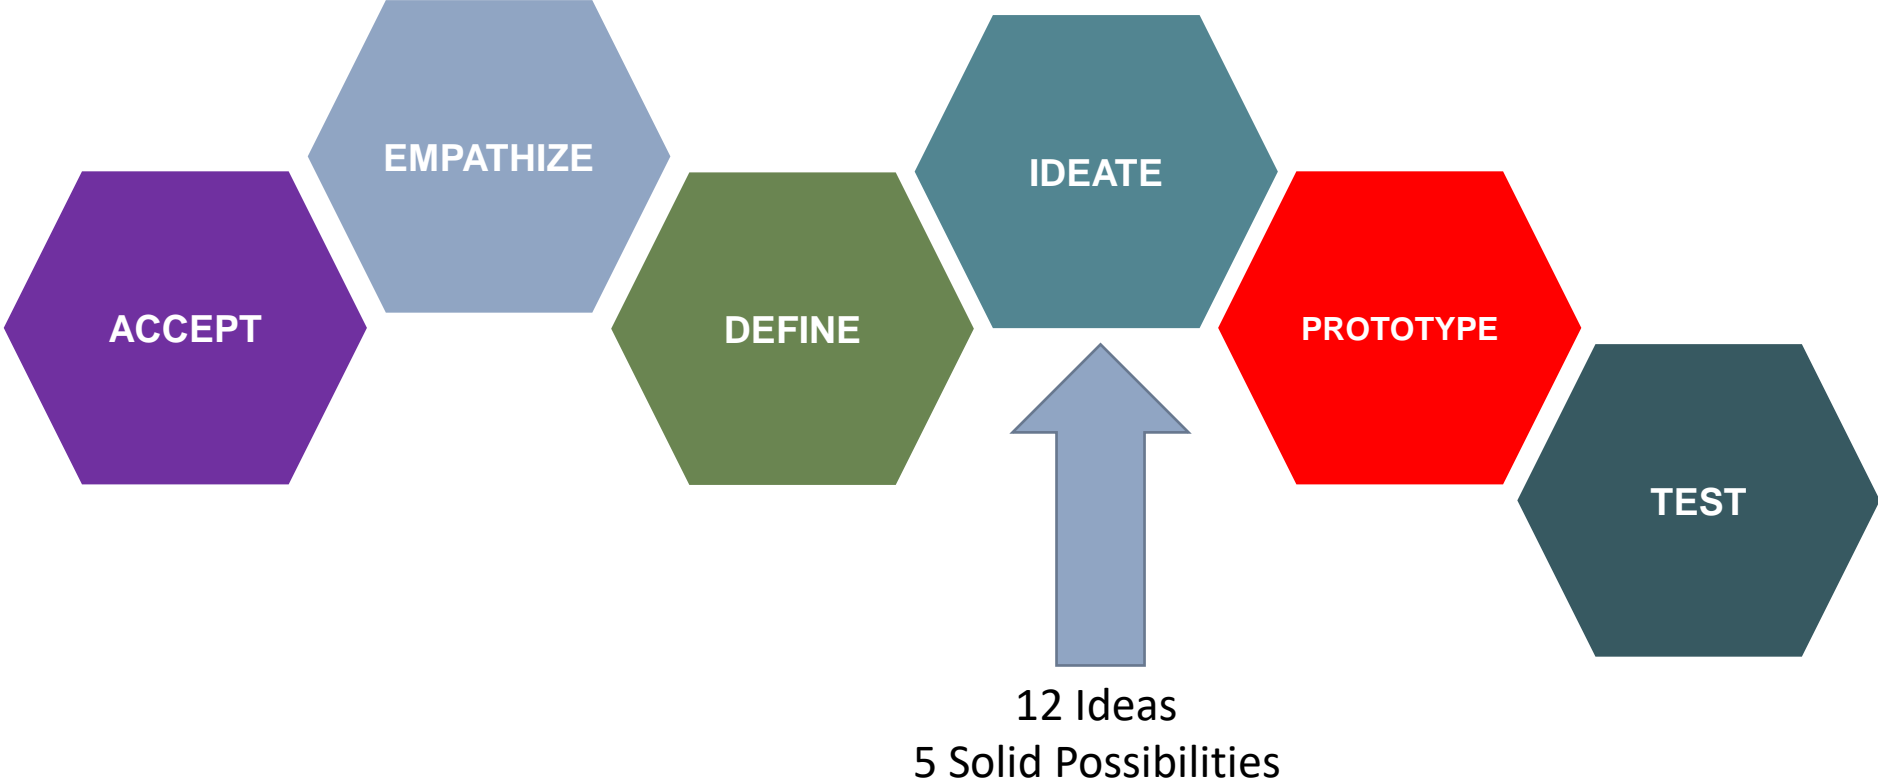 ACCEPT
EMPATHIZE
DEFINE
IDEATE
PROTOTYPE
TEST
12 Ideas
5 Solid Possibilities